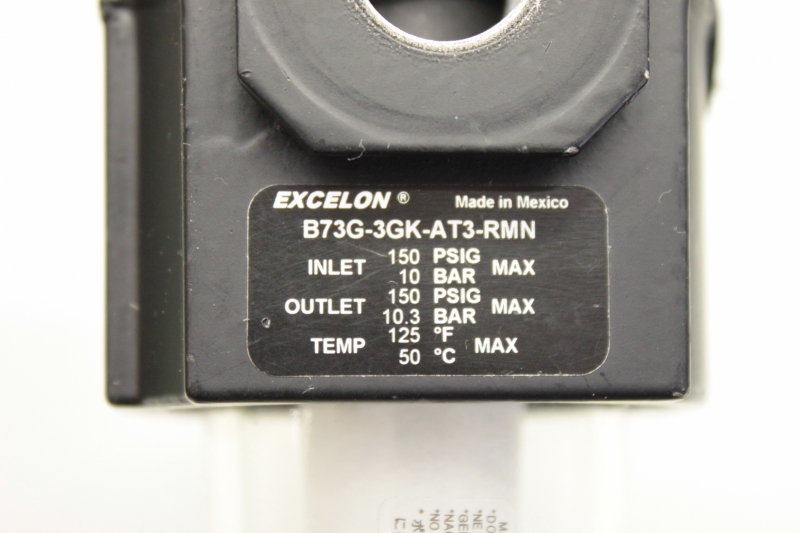 EXCELON ® Made in Mexico
B73G-3GK-AT3-RMN
INLET 150 PSIG MAX
10 BAR
OUTLET 150 PSIG MAX
10.3 BAR
TEMP 125 °F MAX
50 °C